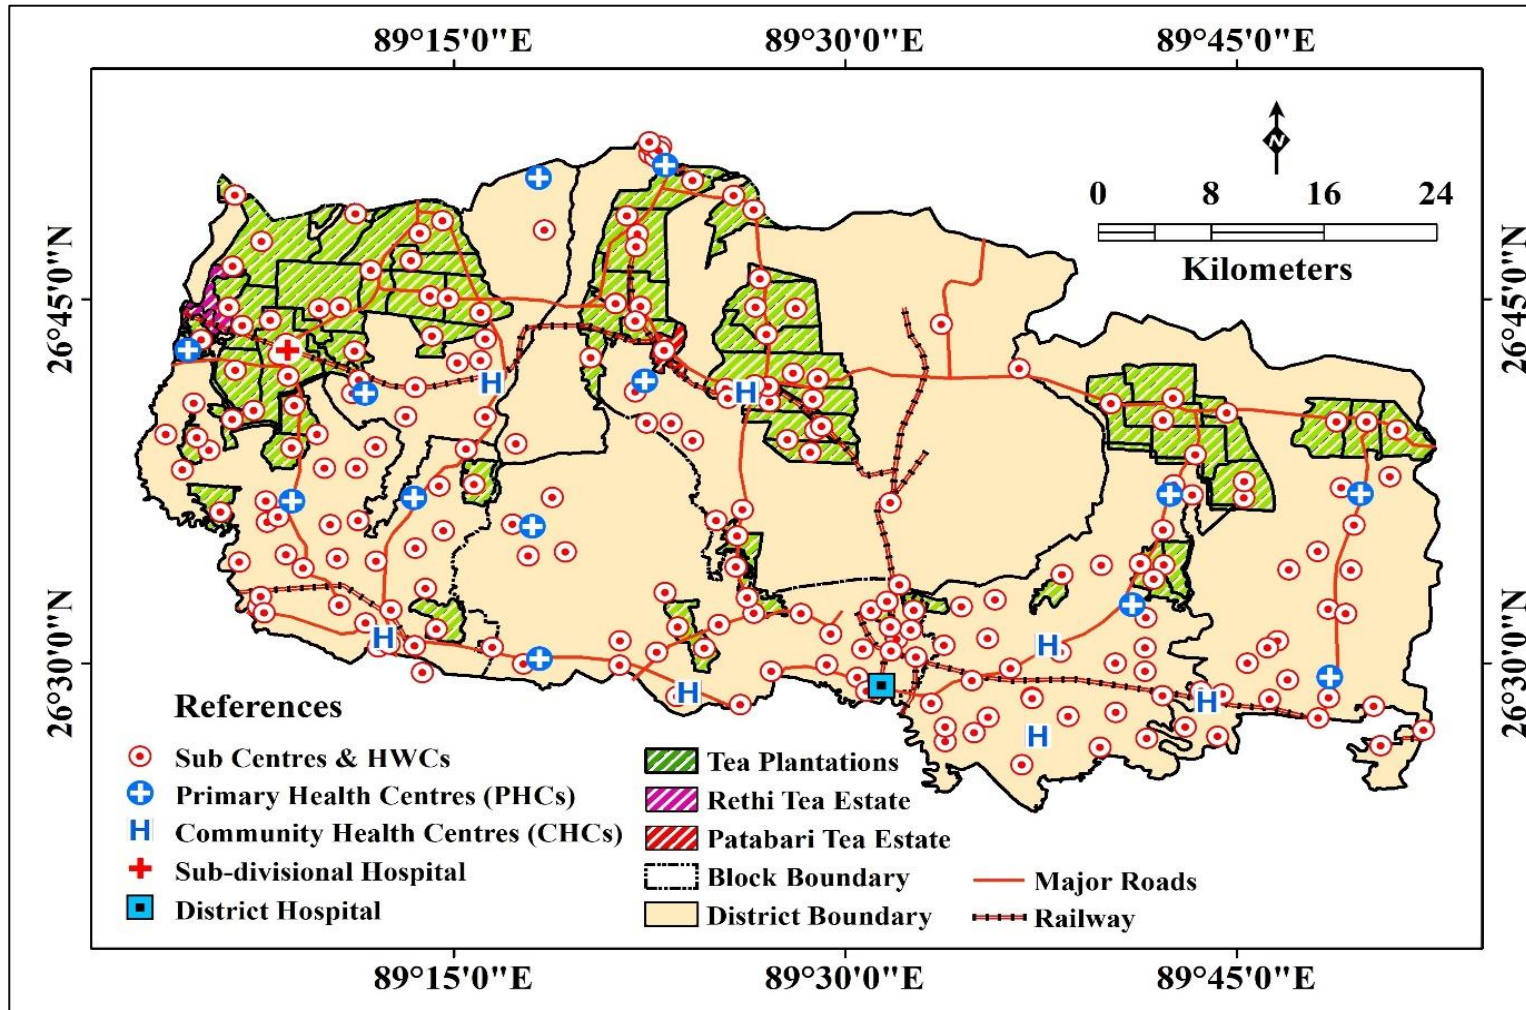 89°15'0"E 89°30'0"E 89°45'0"E
N
0 8 16 24
Kilometers
26°45'0"N 26°45'0"N
26°30'0"N 26°30'0"N
H H
H H H H H
References
Sub Centres & HWCs
Primary Health Centres (PHCs)
H Community Health Centres (CHCs)
Sub-divisional Hospital
District Hospital
Tea Plantations
Rethi Tea Estate
Patabari Tea Estate
Block Boundary
District Boundary
Major Roads
Railway
89°15'0"E 89°30'0"E 89°45'0"E